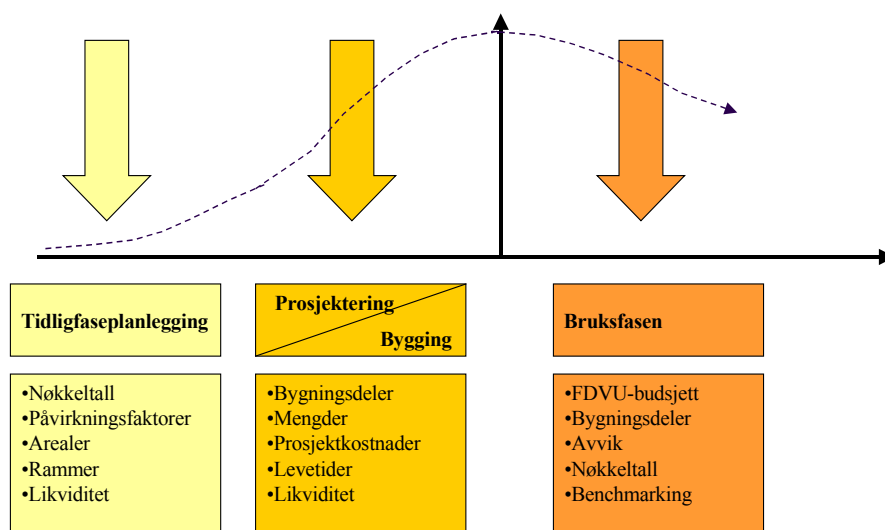 Tidligfaseplanlegging
Prosjektering
Bygging
Bruksfasen
•Nøkkeltall
•Påvirkningsfaktorer
•Arealer
•Rammer
•Likviditet
•Bygningsdeler
•Mengder
•Prosjektkostnader
•Levetider
•Likviditet
•FDVU-budsjett
•Bygningsdeler
•Avvik
•Nøkkeltall
•Benchmarking